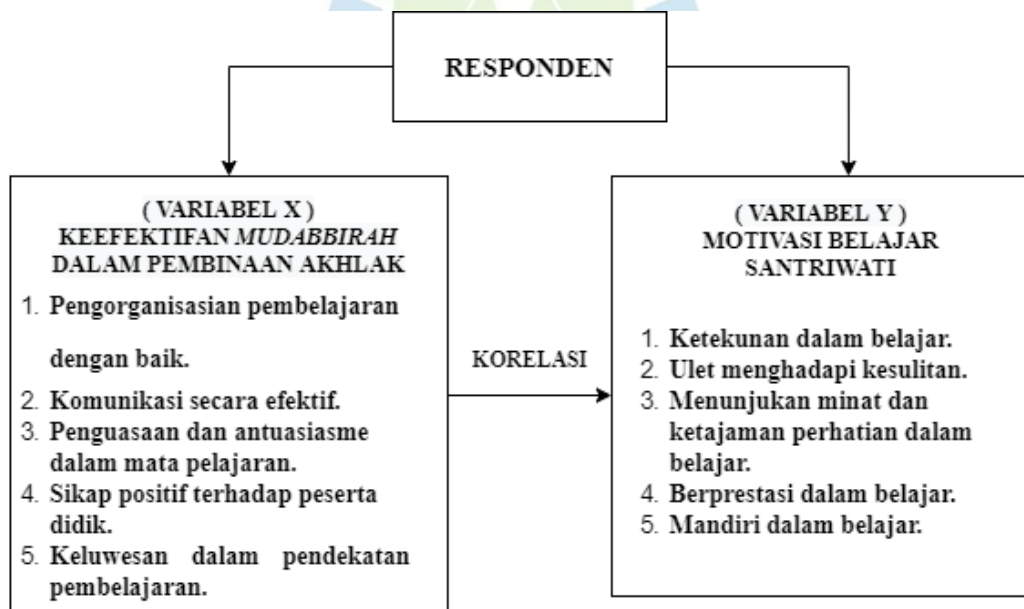 RESPONDEN
( VARIABEL X )
KEEFEKTIFAN MUDABBIRAH
DALAM PEMBINAAN AKHLAK
1. Pengorganisasian pembelajaran
dengan baik.
2. Komunikasi secara efektif.
3. Penguasaan dan antuasiasme
dalam mata pelajaran.
4. Sikap positif terhadap peserta
didik.
5. Keluwesan dalam pendekatan
pembelajaran.
KORELASI
( VARIABEL Y )
MOTIVASI BELAJAR
SANTRIWATI
1. Ketekunan dalam belajar.
2. Ulet menghadapi kesulitan.
3. Menunjukan minat dan
ketajaman perhatian dalam
belajar.
4. Berprestasi dalam belajar.
5. Mandiri dalam belajar.